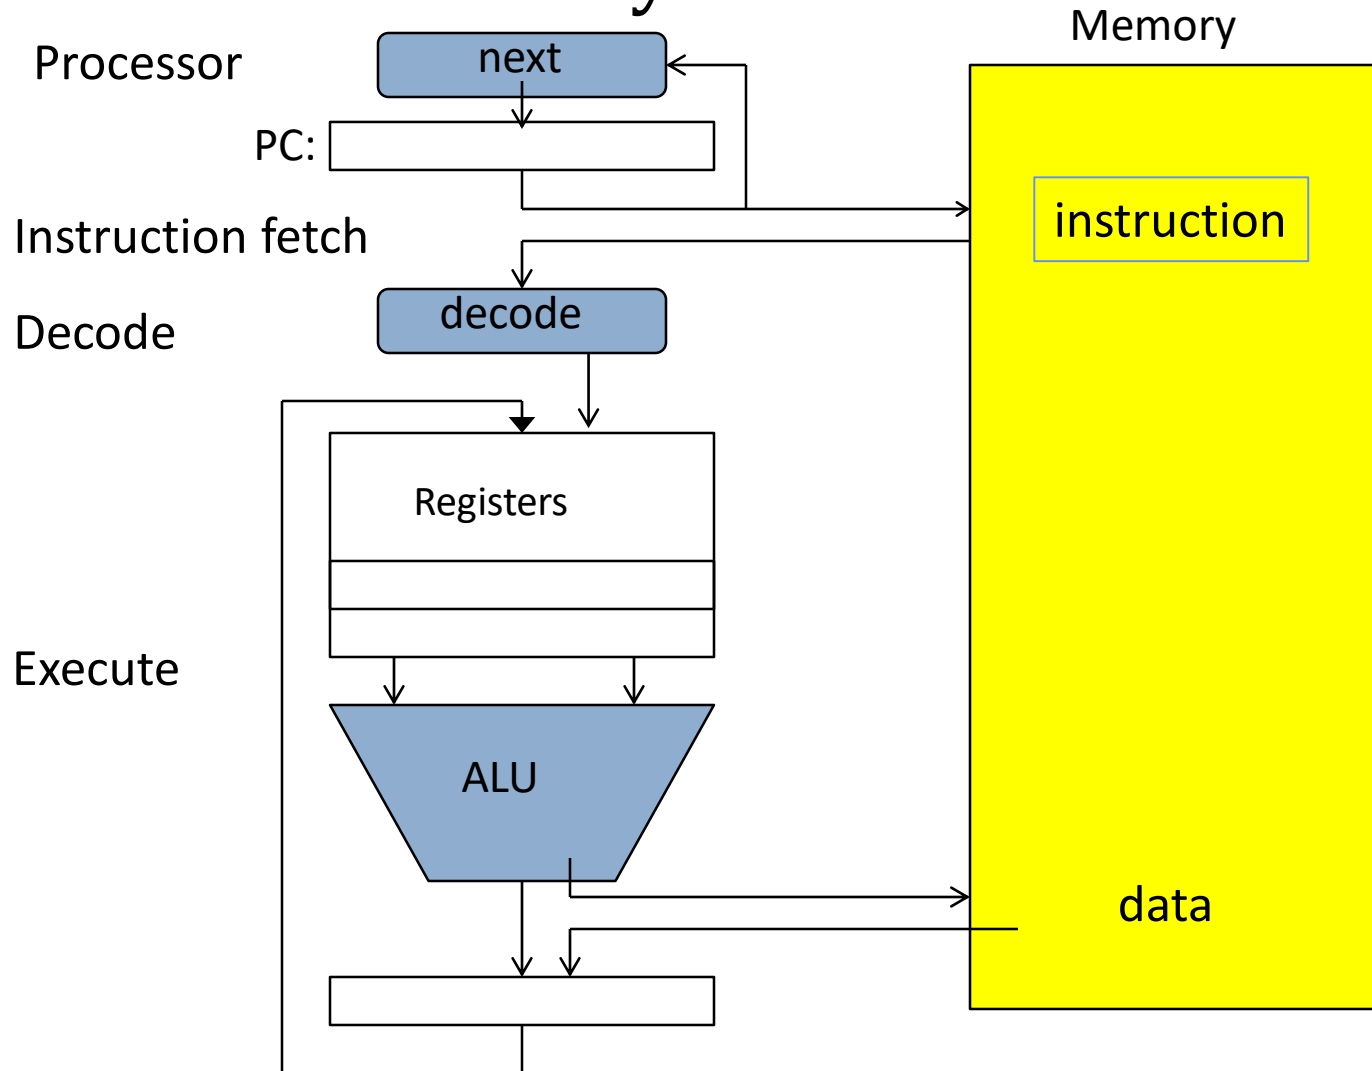 Memory
Processor
next
PC:
instruction
Instruction fetch
decode
Decode
Registers
Execute
ALU
data